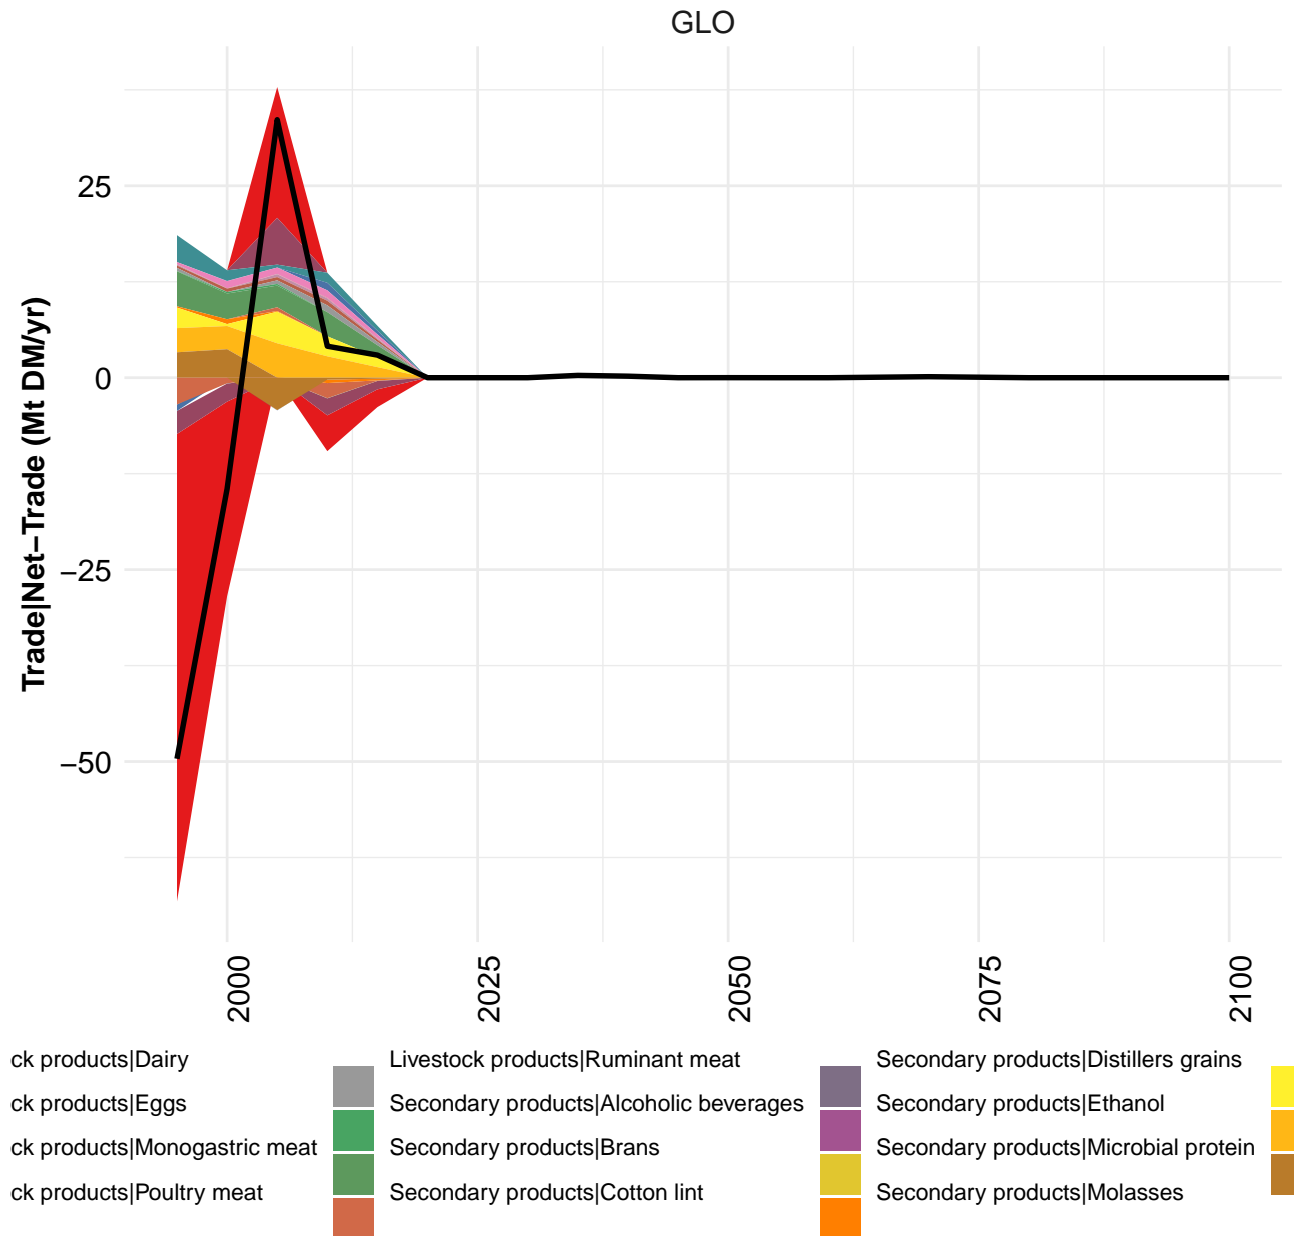 GLO
Trade|Net−Trade (Mt DM/yr)
25
0
−25
−50
2000
2025
2050
2075
2100
ck products|Dairy
Livestock products|Ruminant meat
Secondary products|Distillers grains
ck products|Eggs
Secondary products|Alcoholic beverages
Secondary products|Ethanol
ck products|Monogastric meat
Secondary products|Brans
Secondary products|Microbial protein
ck products|Poultry meat
Secondary products|Cotton lint
Secondary products|Molasses